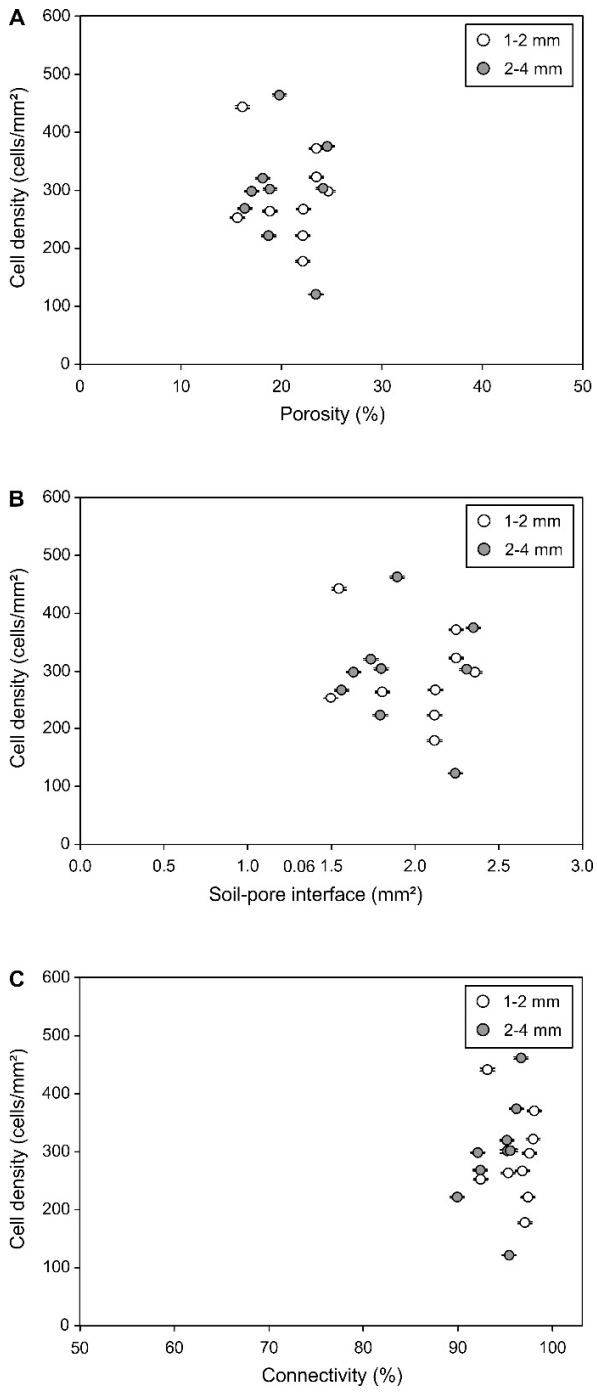 A
600
500
400
300
200
100
0
Cell density (cells/mm²)
1-2 mm
2-4 mm
0 10 20 30 40 50
Porosity (%)
B
600
500
400
300
200
100
0
Cell density (cells/mm²)
1-2 mm
2-4 mm
0.0 0.5 1.0 0.06 1.5 2.0 2.5 3.0
Soil-pore interface (mm²)
C
600
500
400
300
200
100
0
Cell density (cells/mm²)
1-2 mm
2-4 mm
50 60 70 80 90 100
Connectivity (%)